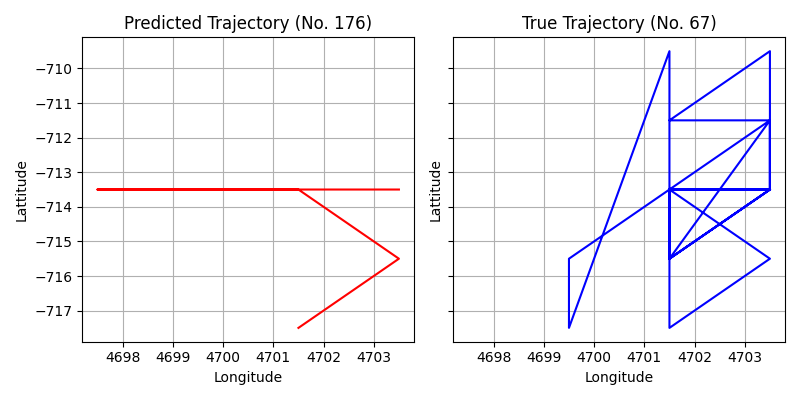 Predicted Trajectory (No. 176)
True Trajectory (No. 67)
−710
−711
−712
−713
−714
−715
−716
−717
Lattitude
Lattitude
4698 4699 4700 4701 4702 4703
4698 4699 4700 4701 4702 4703
Longitude
Longitude